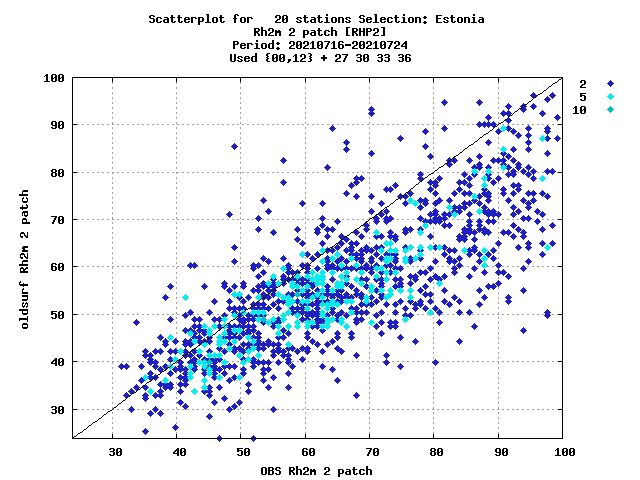 Scatterplot for   20 stations Selection: Estonia
Rh2m 2 patch [RHP2]
Period: 20210716-20210724
Used {00,12} + 27 30 33 36
2
5
10
100
90
80
70
60
50
40
30
oldsurf Rh2m 2 patch
30 40 50 60 70 80 90 100
OBS Rh2m 2 patch